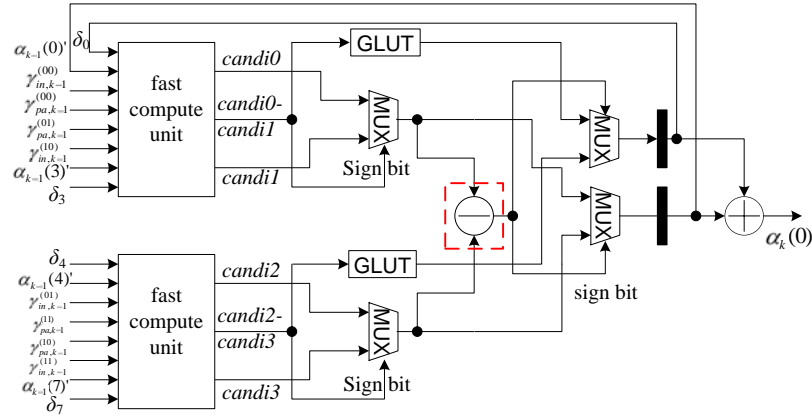 α_{k−1}(0)' δ_0
γ_{in,k−1}^{(00)}
γ_{pa,k−1}^{(00)}
γ_{pa,k−1}^{(01)}
γ_{in,k−1}^{(10)}
α_{k−1}(3)'
δ_3
fast
compute
unit
candi0
candi0-
candi1
candi1
GLUT
MUX
Sign bit
MUX
MUX
sign bit
α_k(0)
δ_4
α_{k−1}(4)'
γ_{in,k−1}^{(01)}
γ_{pa,k−1}^{(11)}
γ_{pa,k−1}^{(10)}
γ_{in,k−1}^{(11)}
α_{k−1}(7)'
δ_7
fast
compute
unit
candi2
candi2-
candi3
candi3
GLUT
MUX
Sign bit